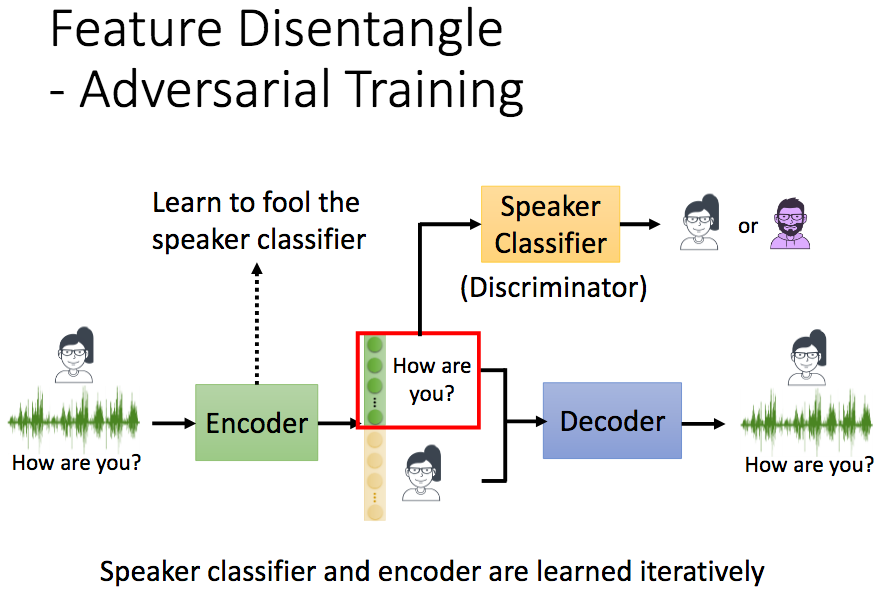 Feature Disentangle
- Adversarial Training
Learn to fool the
speaker classifier
Speaker
Classifier
or
(Discriminator)
How are
you?
Encoder
Decoder
How are you?
How are you?
Speaker classifier and encoder are learned iteratively